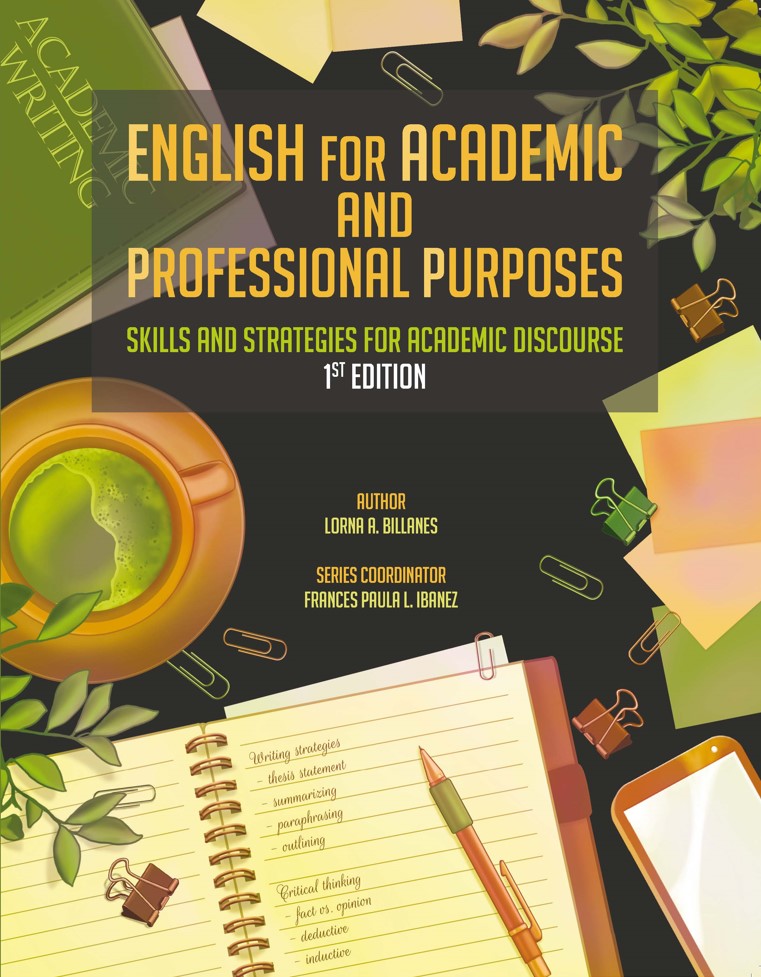 ACADEMIC
WRITING
ENGLISH FOR ACADEMIC
AND
PROFESSIONAL PURPOSES
SKILLS AND STRATEGIES FOR ACADEMIC DISCOURSE
1ST EDITION
AUTHOR
LORNA A. BILLANES
SERIES COORDINATOR
FRANCES PAULA L. IBANEZ
Writing strategies
- thesis statement
- summarizing
- paraphrasing
- outlining
Critical thinking
- fact vs. opinion
- deductive
- inductive